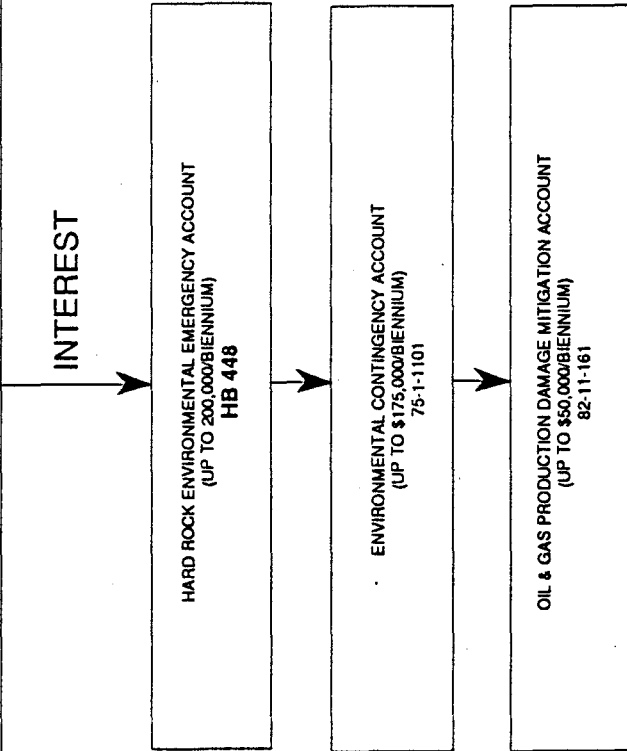 INTEREST
HARD ROCK ENVIRONMENTAL EMERGENCY ACCOUNT
(UP TO 200,000/BIENNIUM)
HB 448
ENVIRONMENTAL CONTINGENCY ACCOUNT
(UP TO $175,000/BIENNIUM)
75-1-1101
OIL & GAS PRODUCTION DAMAGE MITIGATION ACCOUNT
(UP TO $50,000/BIENNIUM)
82-11-161